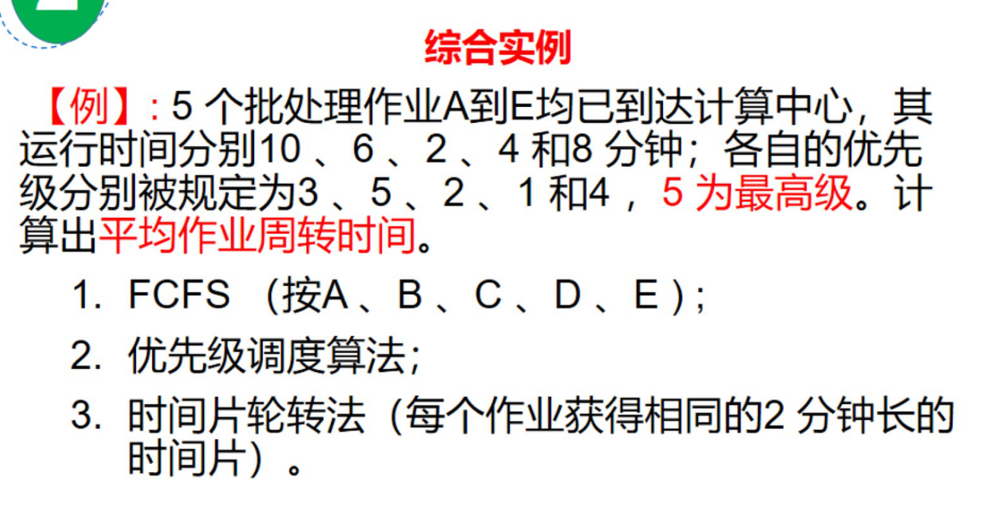 综合实例
【例】: 5 个批处理作业A到E均已到达计算中心，其
运行时间分别10 、6 、2 、4 和8 分钟；各自的优先
级分别被规定为3 、5 、2 、1 和4 ，5 为最高级。计
算出平均作业周转时间。
1. FCFS （按A 、B 、C 、D 、E ）;
2. 优先级调度算法;
3. 时间片轮转法（每个作业获得相同的2 分钟长的
时间片）。